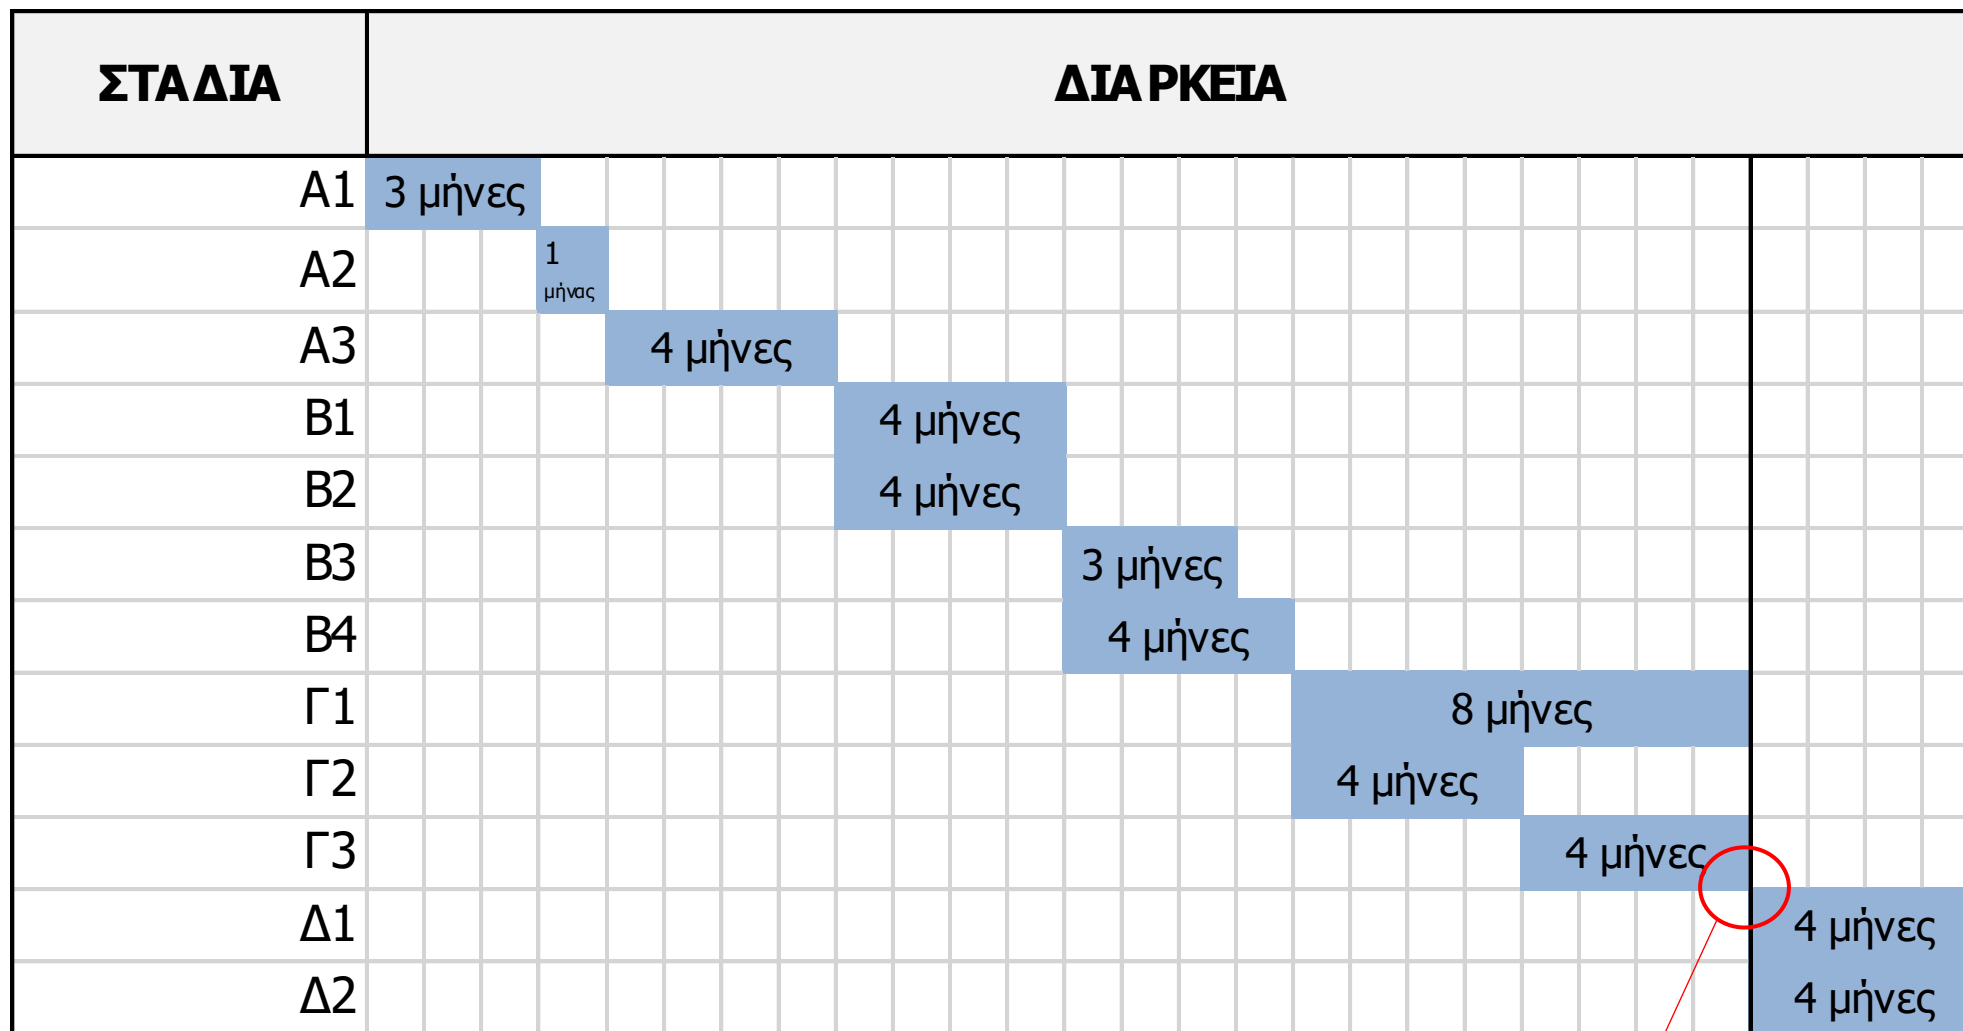 ΣΤΑΔΙΑ ΔΙΑΡΚΕΙΑ
Α1 3 μήνες
Α2 1 μήνας
Α3 4 μήνες
Β1 4 μήνες
Β2 4 μήνες
Β3 3 μήνες
Β4 4 μήνες
Γ1 8 μήνες
Γ2 4 μήνες
Γ3 4 μήνες
Δ1 4 μήνες
Δ2 4 μήνες